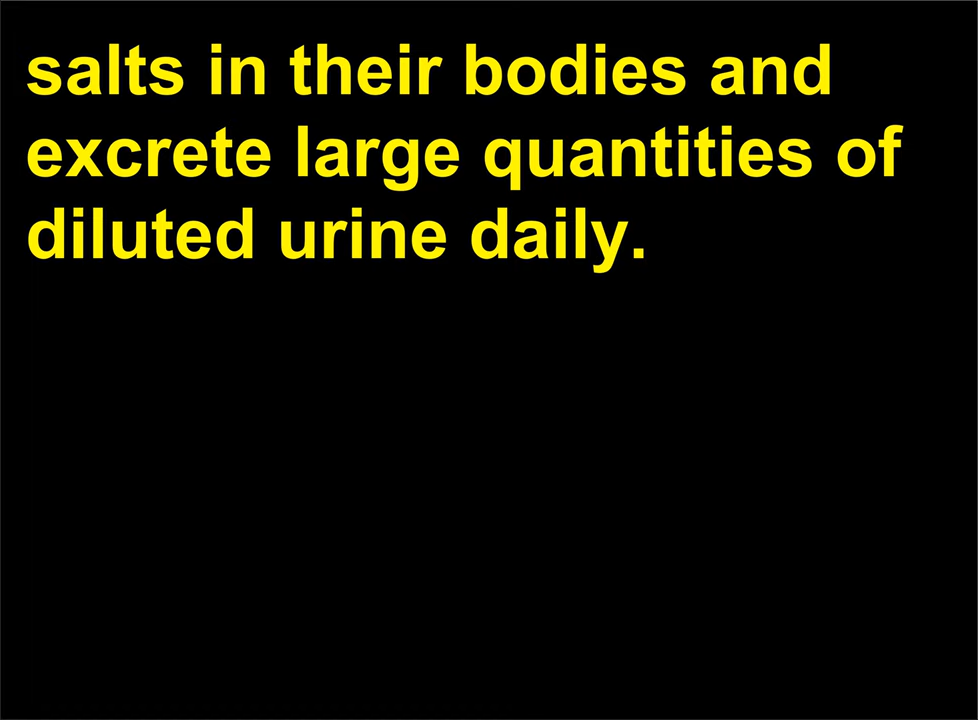 salts in their bodies and
excrete large quantities of
diluted urine daily.